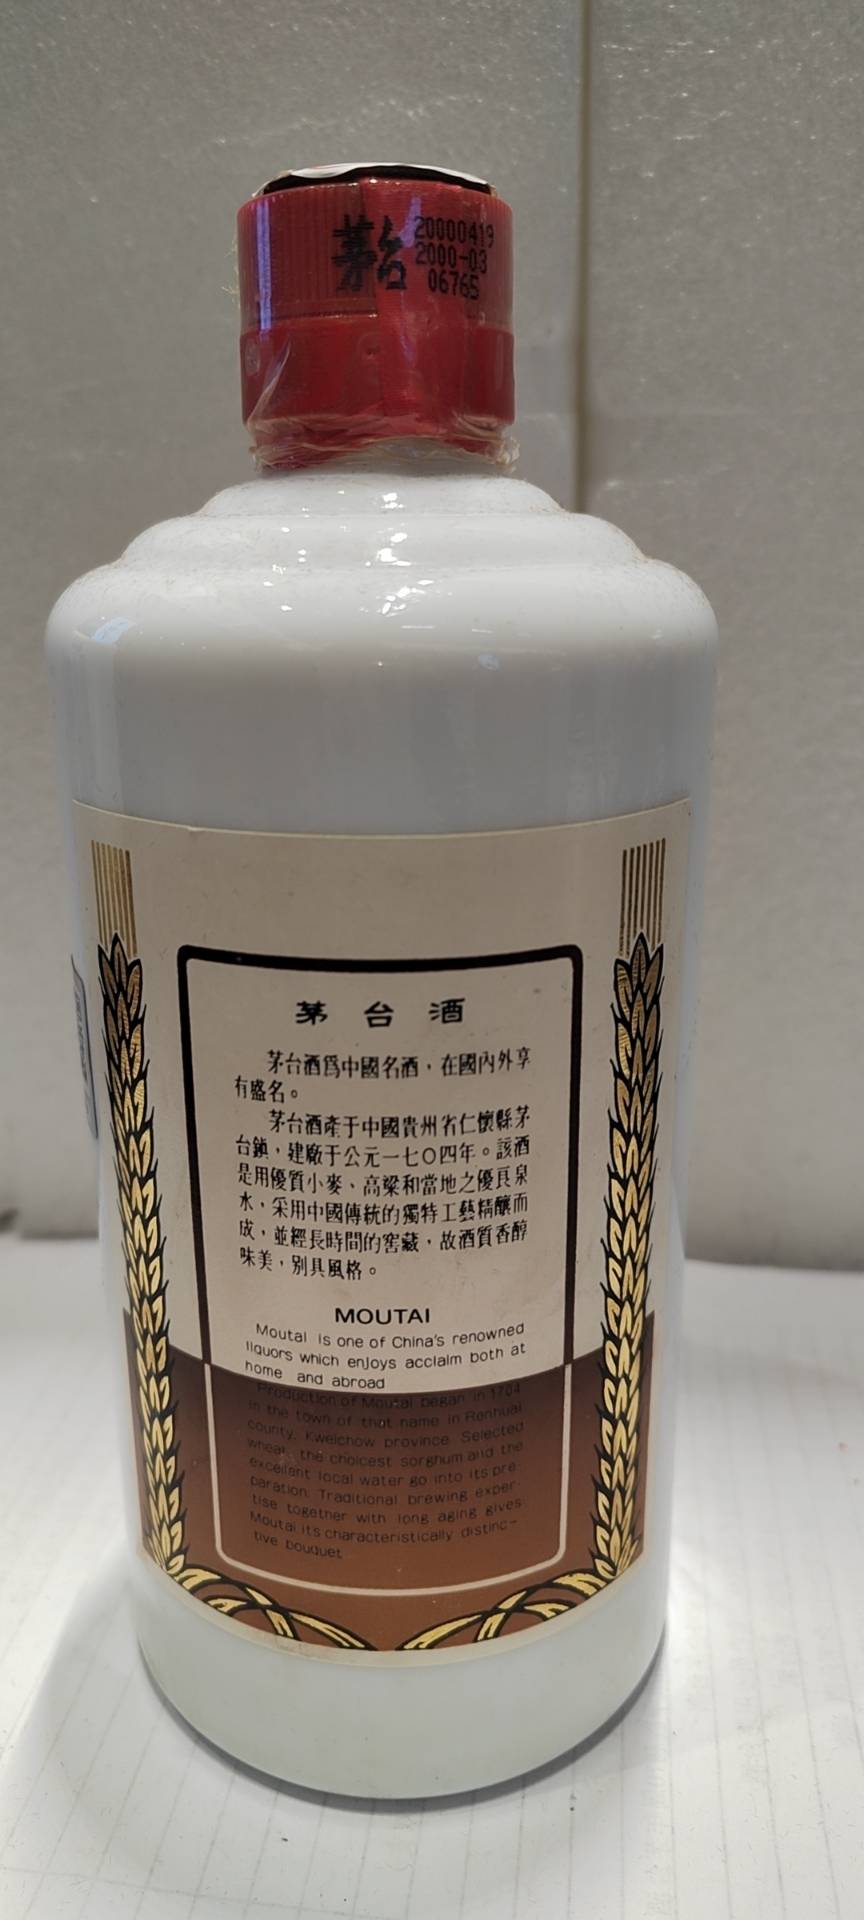 茅台
20000419
2000-03
06765
茅台酒
茅台酒爲中國名酒，在國內外享
有盛名。
茅台酒產于中國貴州省仁懷縣茅
台鎮，建廠于公元一七〇四年。該酒
是用優質小麥、高粱和當地之優良泉
水，采用中國傳統的獨特工藝精釀而
成，並經長時間的窖藏，故酒質香醇
味美，別具風格。
MOUTAI
Moutai is one of China's renowned
liquors which enjoys acclaim both at
home and abroad
Production of Moutai began in 1704
in the town of that name in Renhuai
county, Kweichow province. Selected
wheat, the choicest sorghum and the
excellent local water go into its pre-
paration. Traditional brewing exper-
tise together with long aging gives
Moutai its characteristically distinc-
tive bouquet